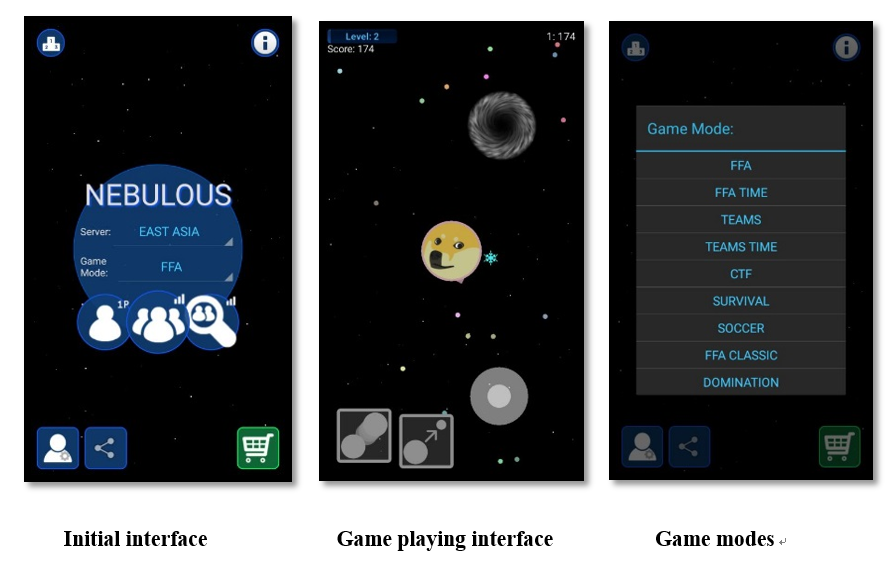 NEBULOUS
Server: EAST ASIA
Game Mode: FFA
1P
Level: 2
Score: 174
1: 174
Game Mode:
FFA
FFA TIME
TEAMS
TEAMS TIME
CTF
SURVIVAL
SOCCER
FFA CLASSIC
DOMINATION
Initial interface
Game playing interface
Game modes